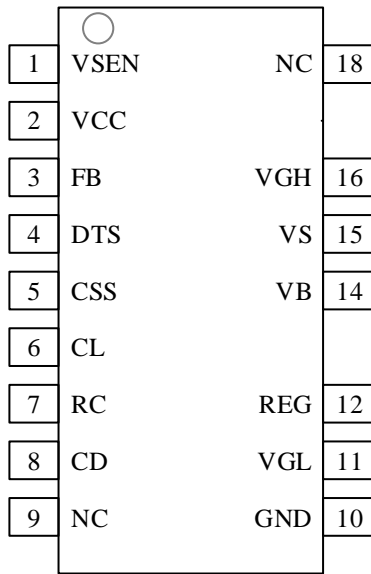 1 VSEN NC 18
2 VCC
3 FB VGH 16
4 DTS VS 15
5 CSS VB 14
6 CL
7 RC REG 12
8 CD VGL 11
9 NC GND 10